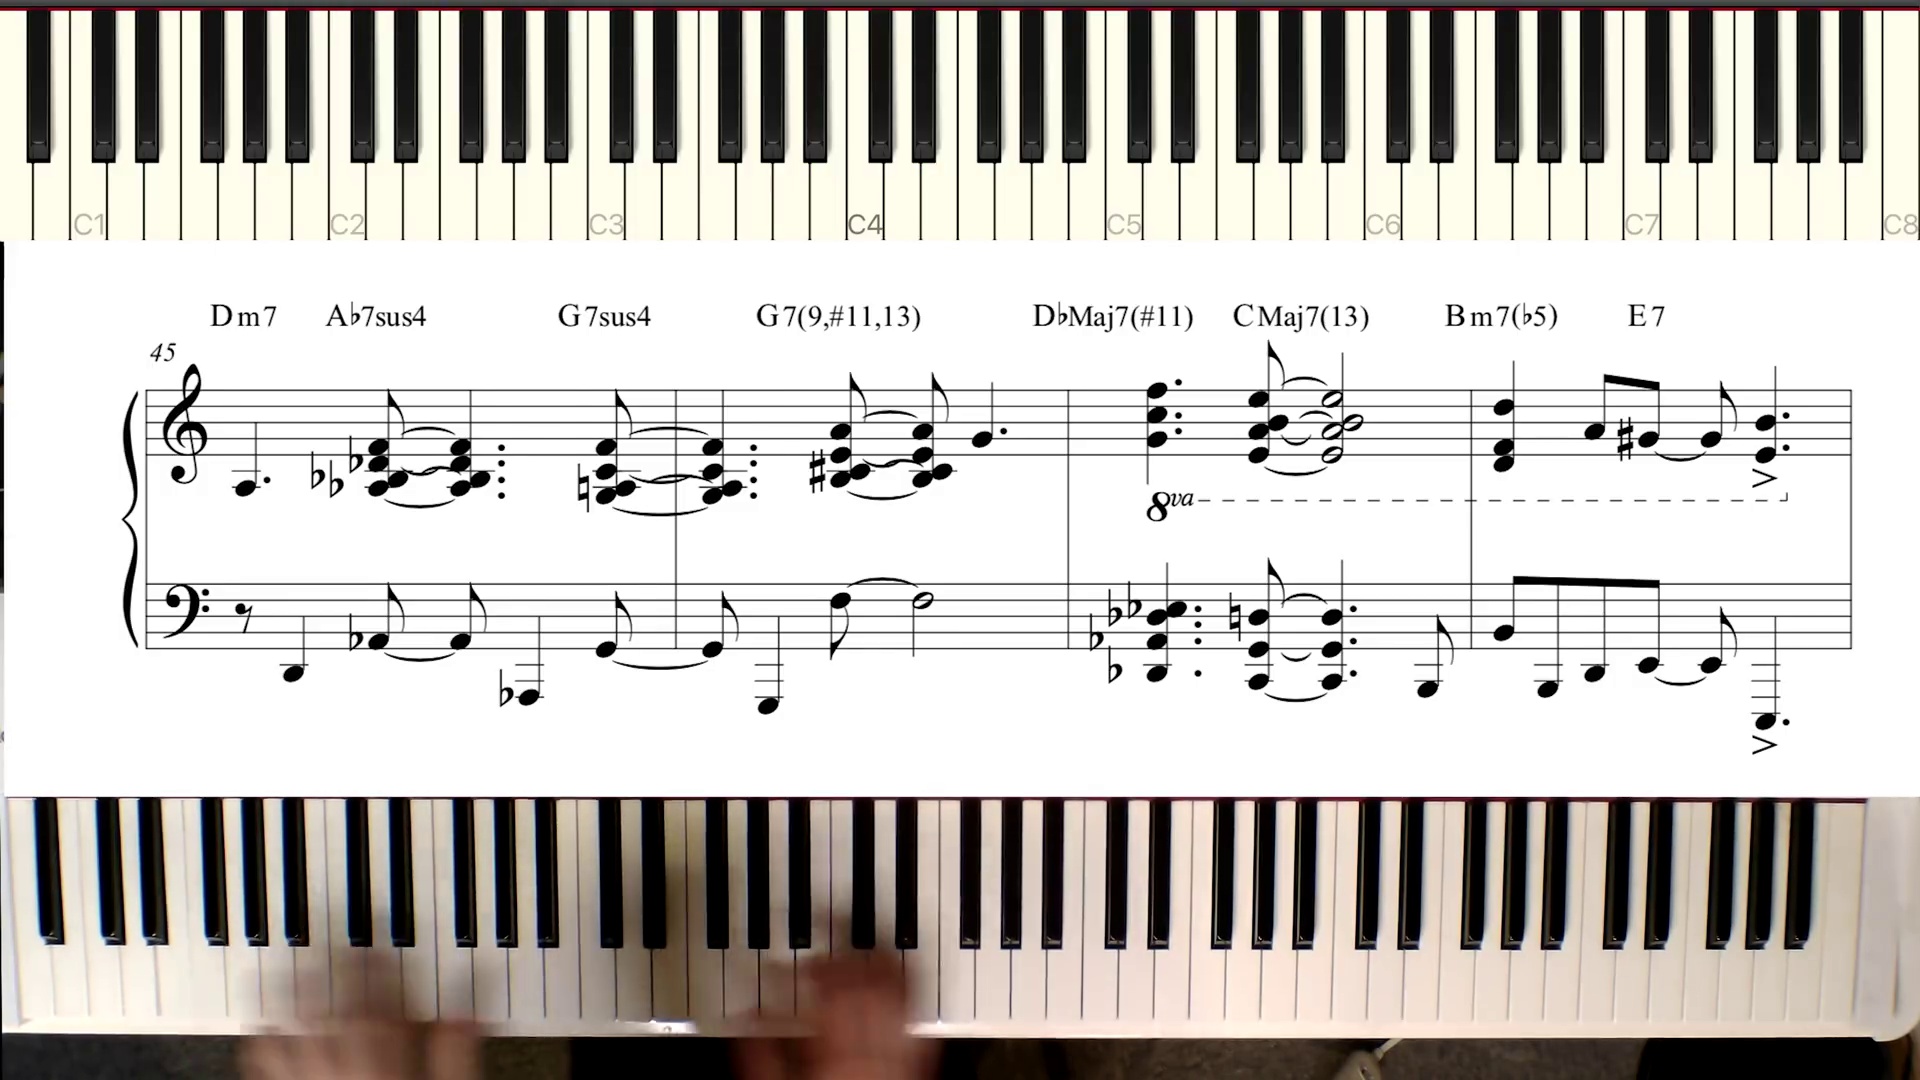 C1 C2 C3 C4 C5 C6 C7 C8
Dm7 A♭7sus4 G7sus4 G7(9,#11,13) D♭Maj7(#11) CMaj7(13) Bm7(♭5) E7
45
8va